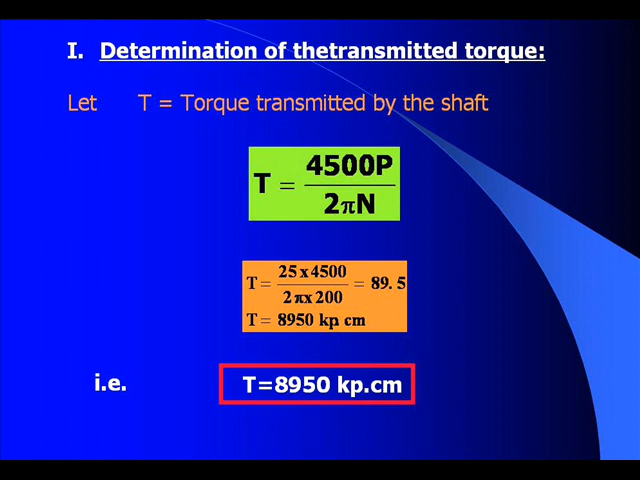 I. Determination of thetransmitted torque:
Let T = Torque transmitted by the shaft
T = 4500P / 2πN
T = 25 x 4500 / 2 πx 200 = 89. 5
T = 8950 kp cm
i.e. T=8950 kp.cm